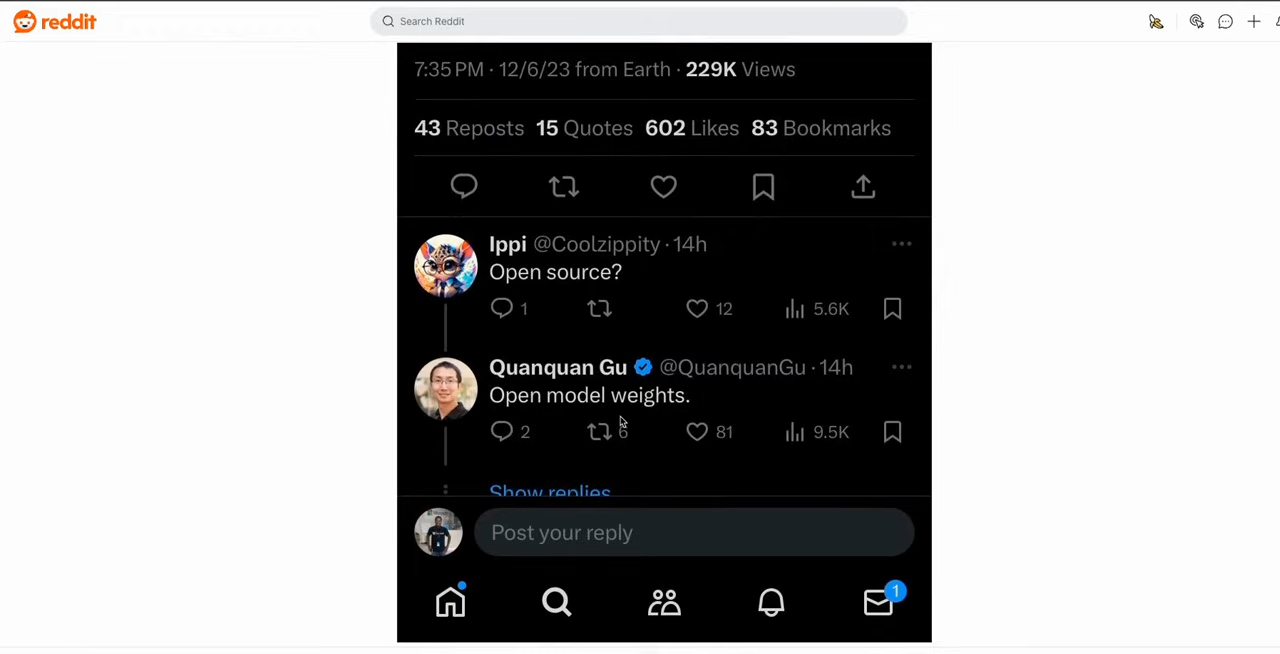 reddit
Search Reddit
7:35 PM · 12/6/23 from Earth · 229K Views
43 Reposts 15 Quotes 602 Likes 83 Bookmarks
Ippi @Coolzippity · 14h
Open source?
1 12 5.6K
Quanquan Gu @QuanquanGu · 14h
Open model weights.
2 6 81 9.5K
Show replies
Post your reply
1